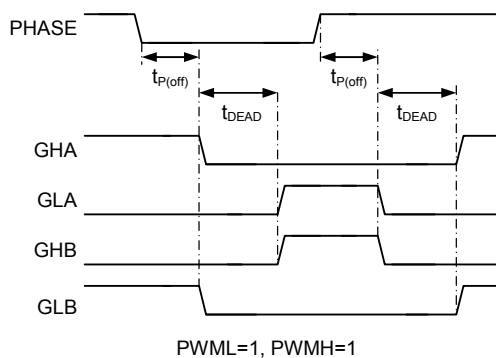 PHASE
tP(off)
tP(off)
tDEAD
tDEAD
GHA
GLA
GHB
GLB
PWML=1, PWMH=1